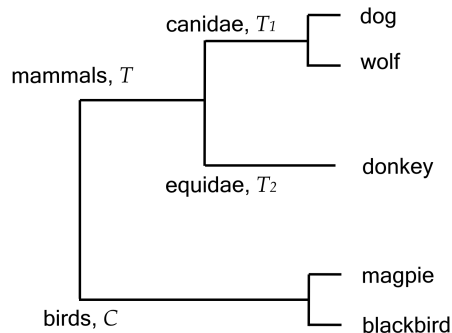 canidae, T1
dog
wolf
mammals, T
donkey
equidae, T2
magpie
birds, C
blackbird